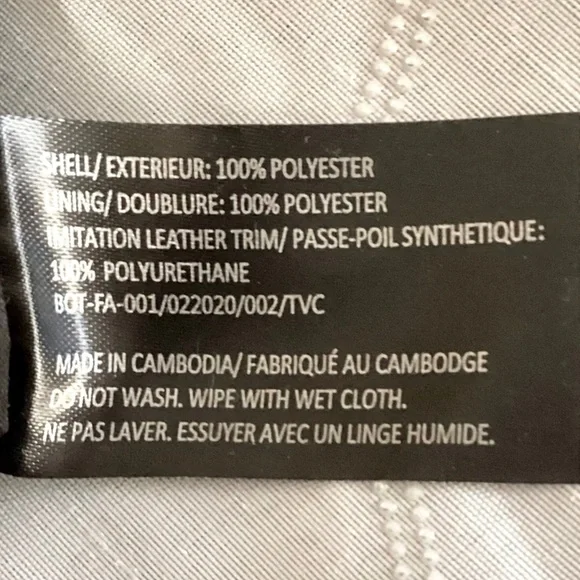 SHELL/ EXTERIEUR: 100% POLYESTER
LINING/ DOUBLURE: 100% POLYESTER
IMITATION LEATHER TRIM/ PASSE-POIL SYNTHETIQUE:
100% POLYURETHANE
BOT-FA-001/022020/002/TVC
MADE IN CAMBODIA/ FABRIQUÉ AU CAMBODGE
DO NOT WASH. WIPE WITH WET CLOTH.
NE PAS LAVER. ESSUYER AVEC UN LINGE HUMIDE.